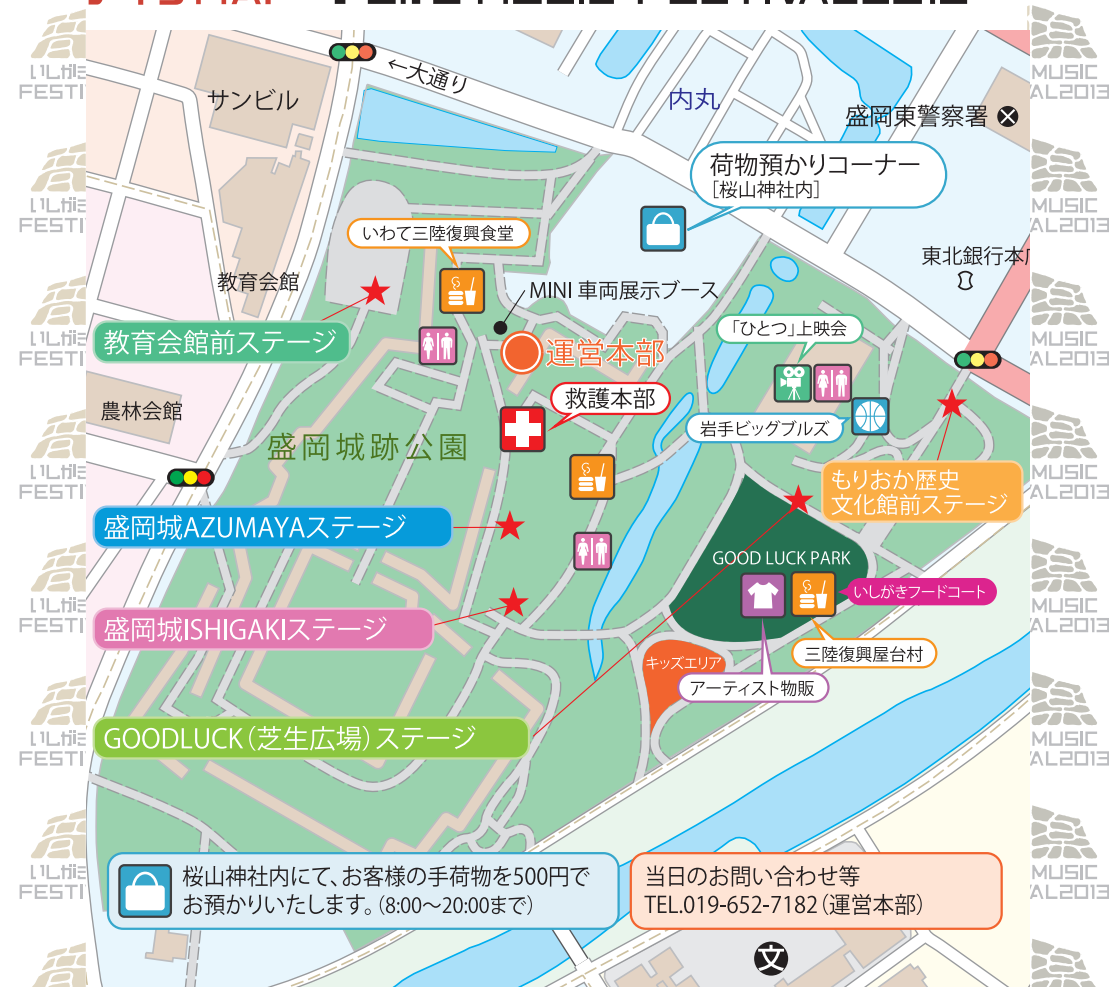 サンビル
←大通り
内丸
盛岡東警察署
荷物預かりコーナー
[桜山神社内]
いわて三陸復興食堂
東北銀行本
教育会館
MINI 車両展示ブース
「ひとつ」上映会
教育会館前ステージ
運営本部
救護本部
農林会館
盛岡城跡公園
岩手ビッグブルズ
もりおか歴史
文化館前ステージ
盛岡城AZUMAYAステージ
GOOD LUCK PARK
いしがきフードコート
盛岡城ISHIGAKIステージ
三陸復興屋台村
キッズエリア
アーティスト物販
GOODLUCK（芝生広場）ステージ
桜山神社内にて、お客様の手荷物を500円で
お預かりいたします。（8:00〜20:00まで）
当日のお問い合わせ等
TEL.019-652-7182（運営本部）
文
MUSIC
FESTI
AL2013